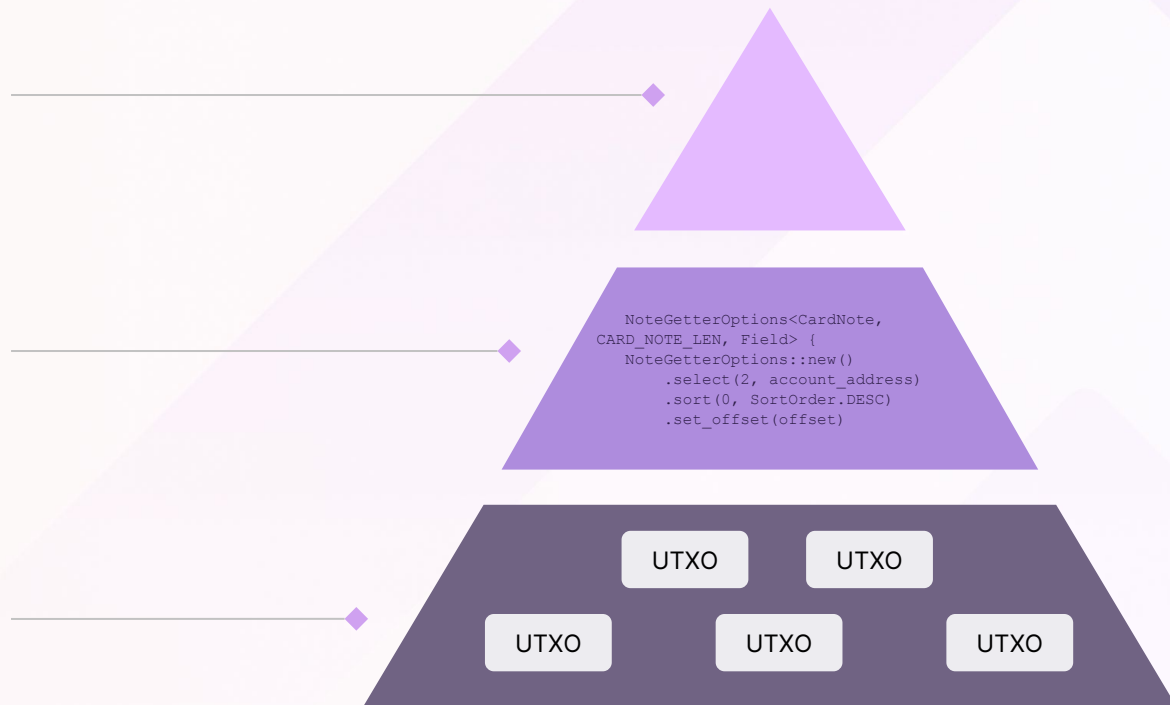 NoteGetterOptions<CardNote,
CARD_NOTE_LEN, Field> {
NoteGetterOptions::new()
.select(2, account_address)
.sort(0, SortOrder.DESC)
.set_offset(offset)
UTXO UTXO
UTXO UTXO UTXO